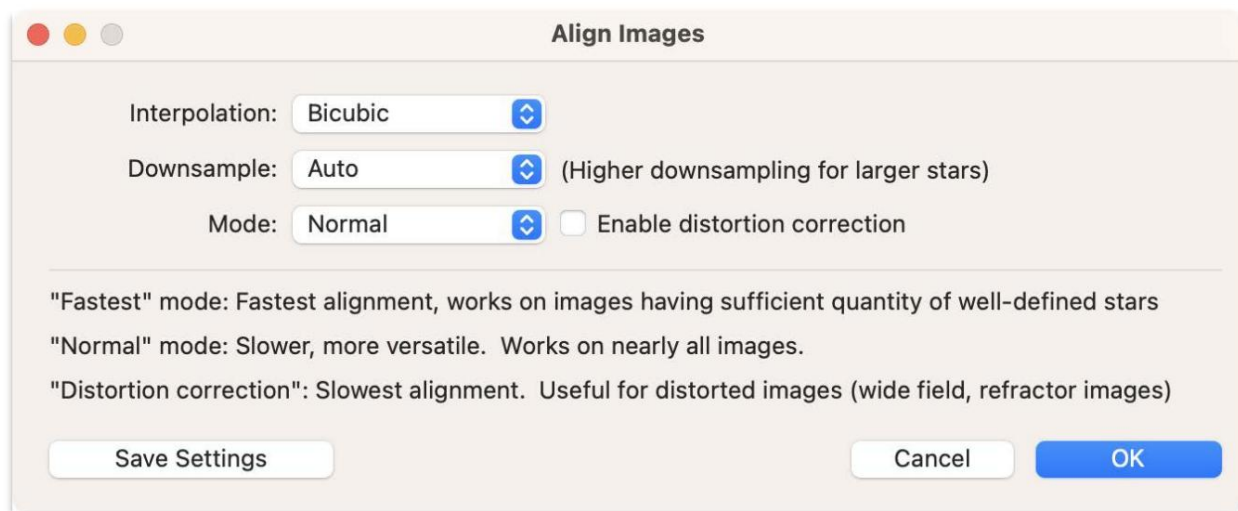 Align Images
Interpolation: Bicubic
Downsample: Auto (Higher downsampling for larger stars)
Mode: Normal Enable distortion correction
"Fastest" mode: Fastest alignment, works on images having sufficient quantity of well-defined stars
"Normal" mode: Slower, more versatile.  Works on nearly all images.
"Distortion correction": Slowest alignment.  Useful for distorted images (wide field, refractor images)
Save Settings Cancel OK